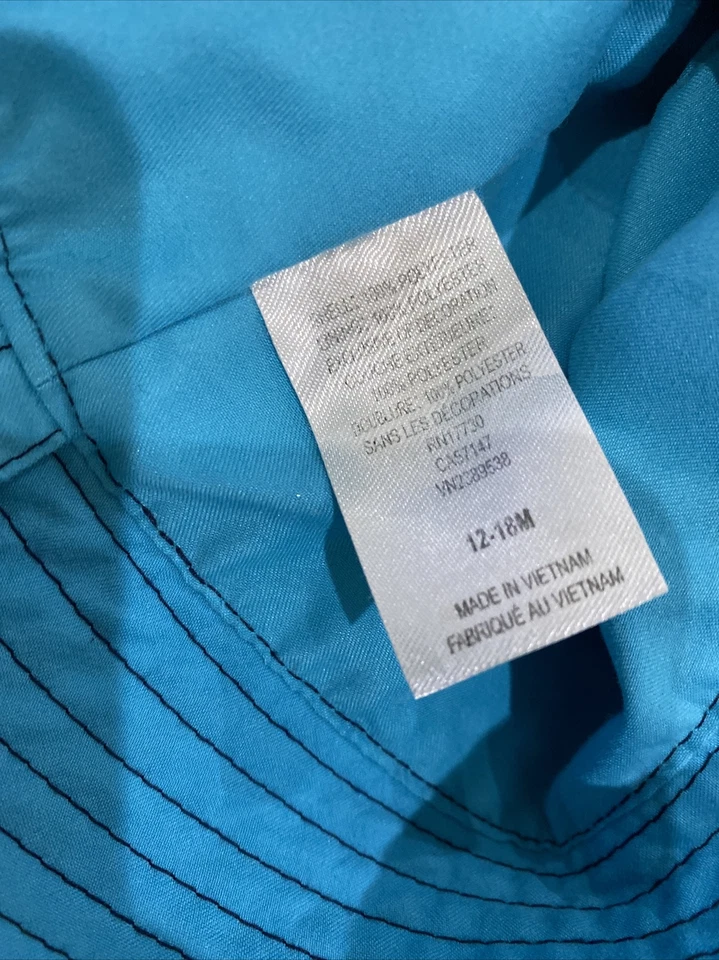 SHELL: 100% POLYESTER
LINING: 100% POLYESTER
EXCLUSIVE OF DECORATION
COUCHE EXTÉRIEURE:
100% POLYESTER
DOUBLURE: 100% POLYESTER
SANS LES DÉCORATIONS
RN17730
CA57147
12-18M
MADE IN VIETNAM
FABRIQUÉ AU VIETNAM